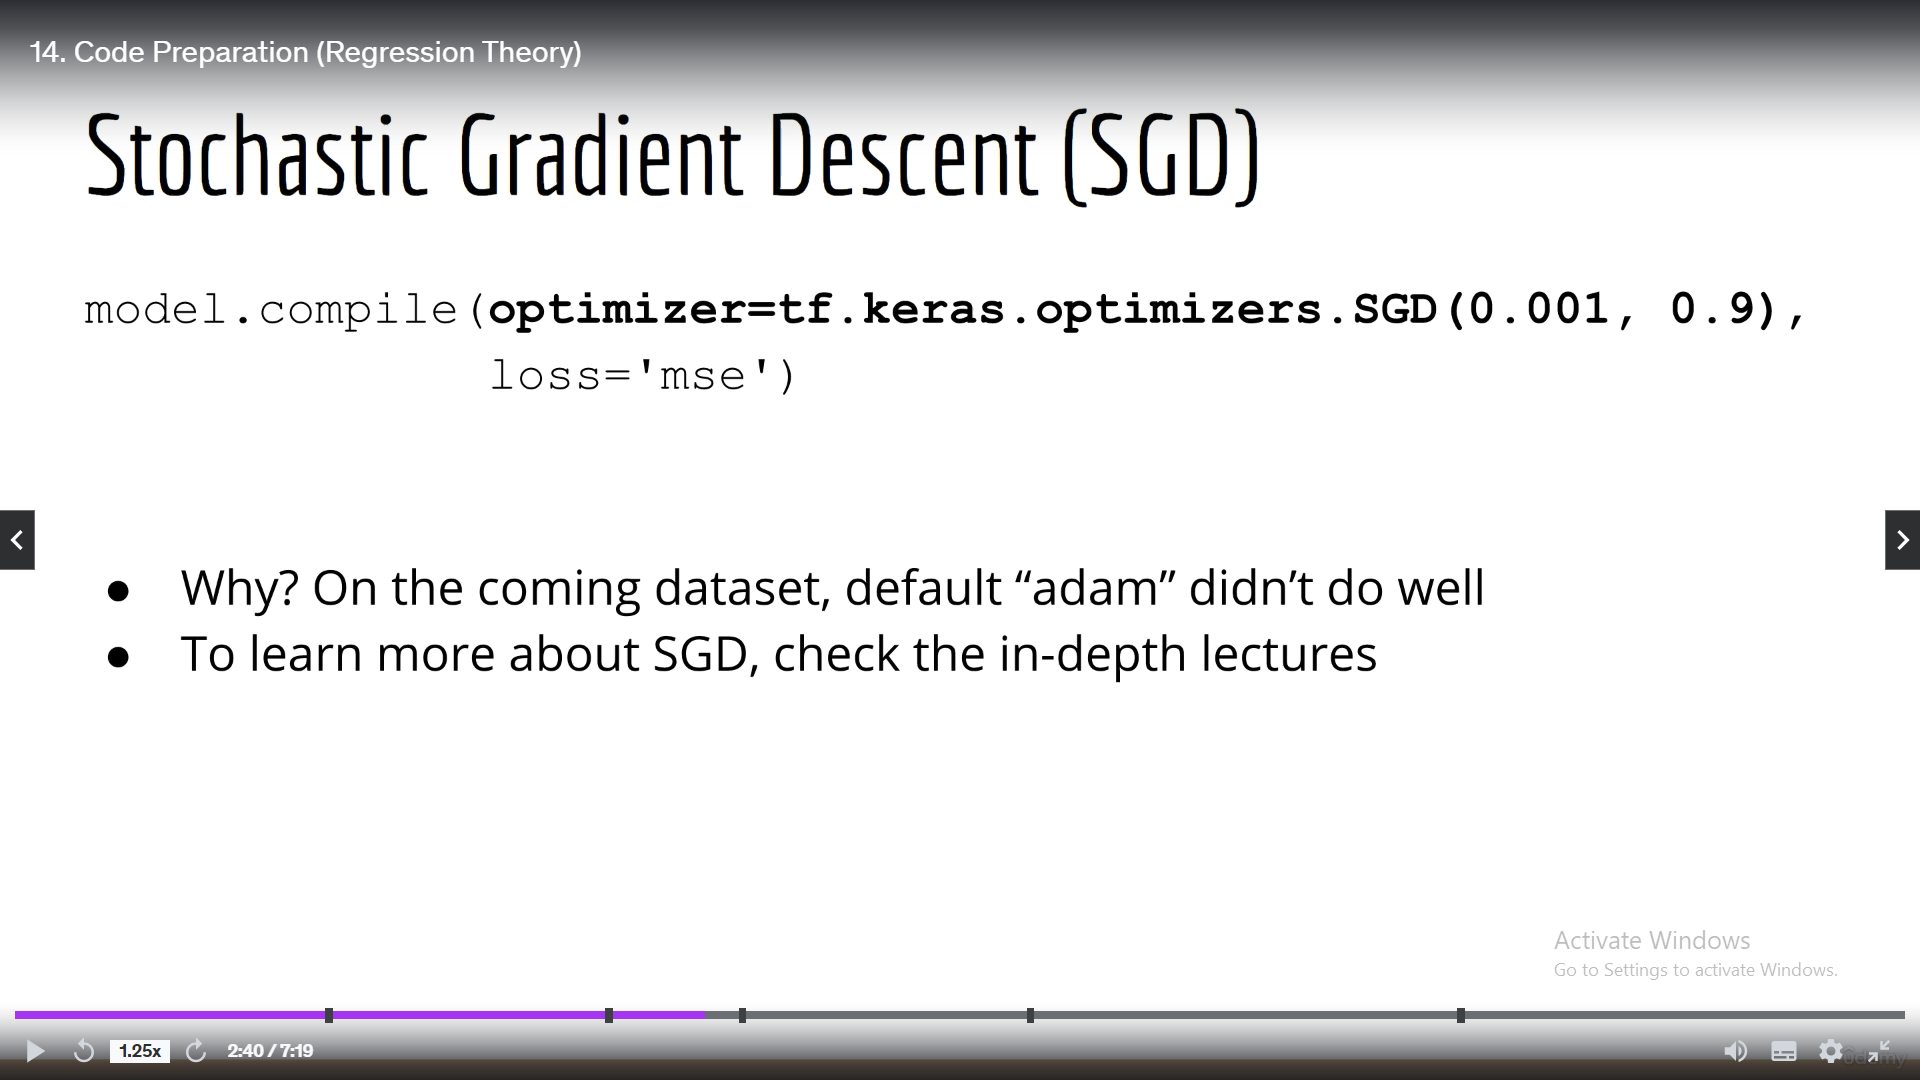 14. Code Preparation (Regression Theory)
Stochastic Gradient Descent (SGD)
model.compile(optimizer=tf.keras.optimizers.SGD(0.001, 0.9),
loss='mse')
● Why? On the coming dataset, default “adam” didn’t do well
● To learn more about SGD, check the in-depth lectures
Activate Windows
Go to Settings to activate Windows.
1.25x
2:40 / 7:19
udemy